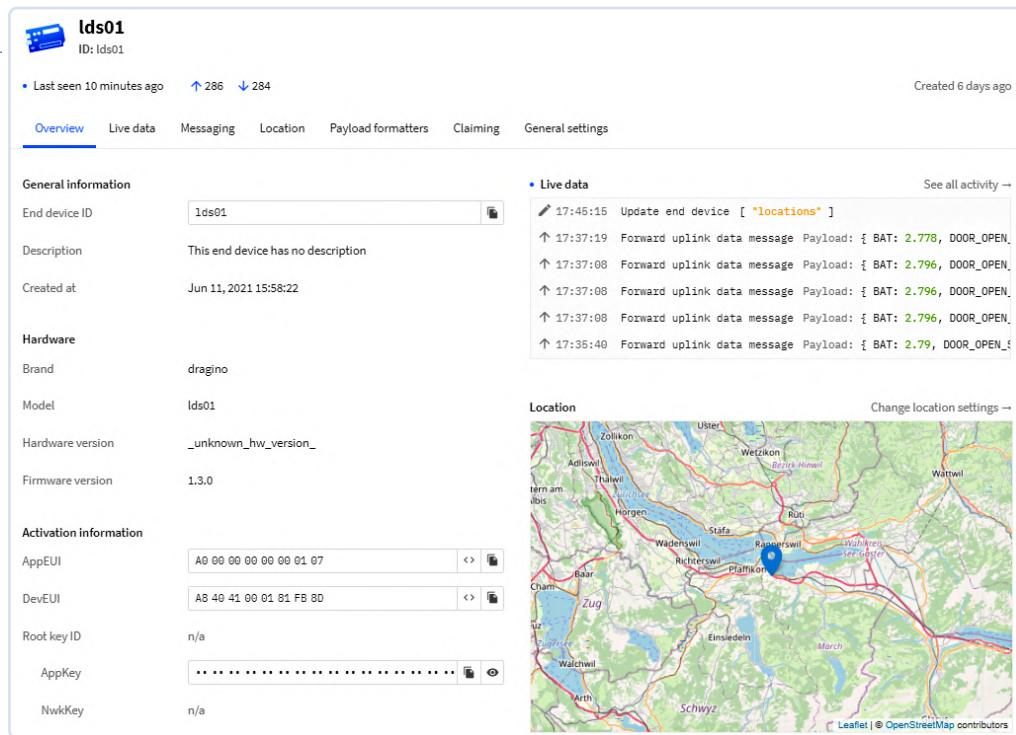 lds01
ID: lds01
Last seen 10 minutes ago 286 284 Created 6 days ago
Overview Live data Messaging Location Payload formatters Claiming General settings
General information
End device ID lds01
Description This end device has no description
Created at Jun 11, 2021 15:58:22
Hardware
Brand dragino
Model lds01
Hardware version _unknown_hw_version_
Firmware version 1.3.0
Activation information
AppEUI A0 00 00 00 00 00 01 07 <>
DevEUI A8 40 41 00 01 81 FB 8D <>
Root key ID n/a
AppKey
NwkKey n/a
Live data See all activity →
17:45:15 Update end device [ "locations" ]
17:37:19 Forward uplink data message Payload: { BAT: 2.778, DOOR_OPEN_
17:37:08 Forward uplink data message Payload: { BAT: 2.796, DOOR_OPEN_
17:37:08 Forward uplink data message Payload: { BAT: 2.796, DOOR_OPEN_
17:37:08 Forward uplink data message Payload: { BAT: 2.796, DOOR_OPEN_
17:35:40 Forward uplink data message Payload: { BAT: 2.79, DOOR_OPEN_S
Location Change location settings →
Uster
Zollikon
Wetzikon
Bezirk Hinwil
Adliswil
Thalwil
Wattwil
Zürichsee
Horgen
Rüti
Stäfa
Wädenswil
Rapperswil
Wahlkreis
See-Gaster
Richterswil
Pfäffikon
Baar
Cham
Zug
Einsiedeln
March
Zugersee
Walchwil
Arth
Schwyz
Leaflet | © OpenStreetMap contributors